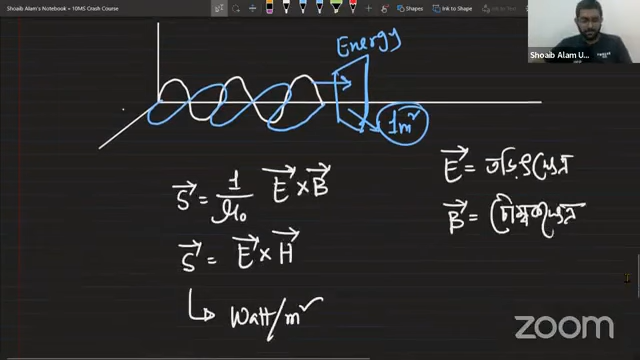 Shoaib Alam's Notebook » 10MS Crash Course
Shapes Ink to Shape
Shoaib Alam U...
Energy
1m²
S⃗ = 1/μ₀ E⃗ × B⃗
E⃗ = তড়িৎক্ষেত্র
S⃗ = E⃗ × H⃗
B⃗ = চৌম্বকক্ষেত্র
Watt/m²
zoom